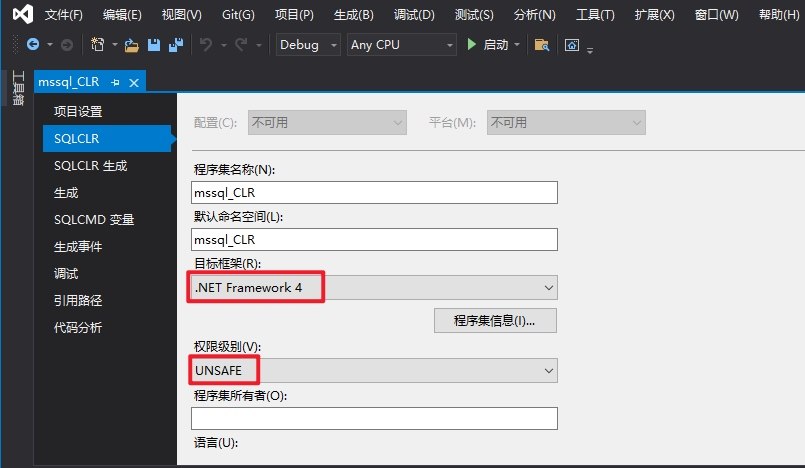 文件(F) 编辑(E) 视图(V) Git(G) 项目(P) 生成(B) 调试(D) 测试(S) 分析(N) 工具(T) 扩展(X) 窗口(W) 帮助(H)
Debug Any CPU 启动
工具箱
mssql_CLR
项目设置
SQLCLR
SQLCLR 生成
生成
SQLCMD 变量
生成事件
调试
引用路径
代码分析
配置(C): 不可用 平台(M): 不可用
程序集名称(N):
mssql_CLR
默认命名空间(L):
mssql_CLR
目标框架(R):
.NET Framework 4
程序集信息(I)...
权限级别(V):
UNSAFE
程序集所有者(O):
语言(U):